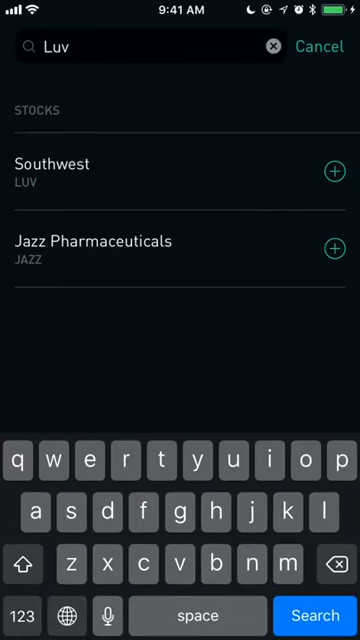 9:41 AM
Luv
Cancel
STOCKS
Southwest
LUV
Jazz Pharmaceuticals
JAZZ
q w e r t y u i o p
a s d f g h j k l
z x c v b n m
123 space Search